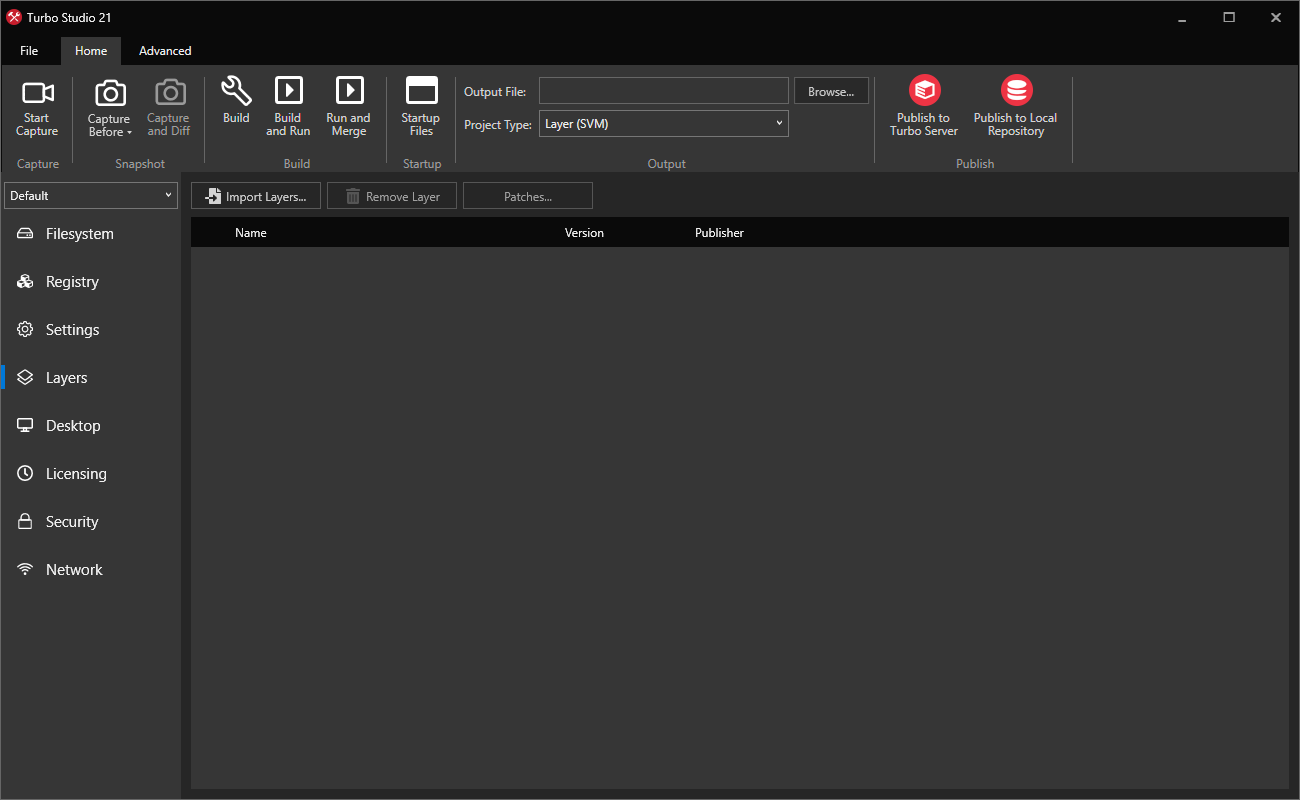 Turbo Studio 21
File Home Advanced
Start Capture
Capture Before
Capture and Diff
Build
Build and Run
Run and Merge
Startup Files
Output File:
Browse...
Project Type: Layer (SVM)
Publish to Turbo Server
Publish to Local Repository
Capture Snapshot Build Startup Output Publish
Default
Import Layers... Remove Layer Patches...
Name Version Publisher
Filesystem
Registry
Settings
Layers
Desktop
Licensing
Security
Network